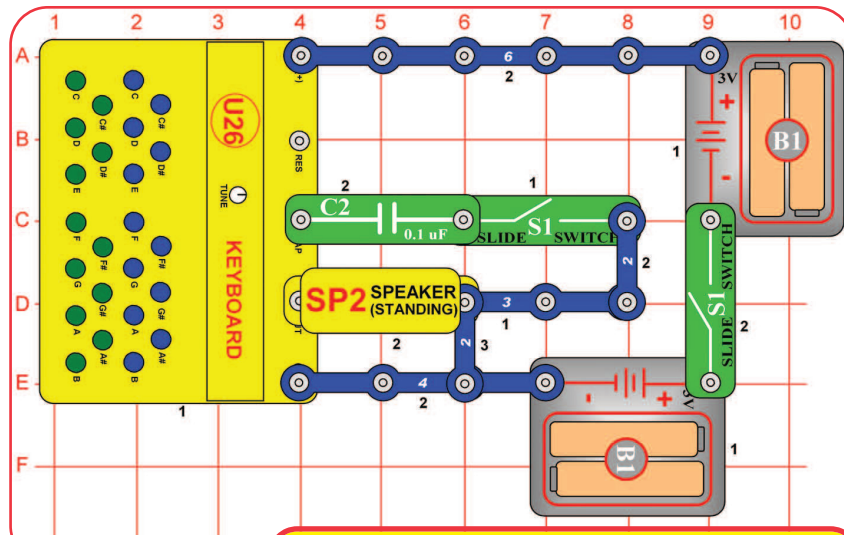 1 2 3 4 5 6 7 8 9 10
A
B
C
D
E
F
U26
TUNE
KEYBOARD
C
C#
D
D#
E
F
F#
G
G#
A
A#
B
C
C#
D
D#
E
F
F#
G
G#
A
A#
B
1
+)
RES
AP
6
2
3V
+
-
B1
1
2
C2
0.1 uF
1
S1
SLIDE SWITCH
2
2
SP2 SPEAKER
(STANDING)
T
2
3
1
2
3
4
2
S1
SLIDE SWITCH
2
-
+
3V
B1
1